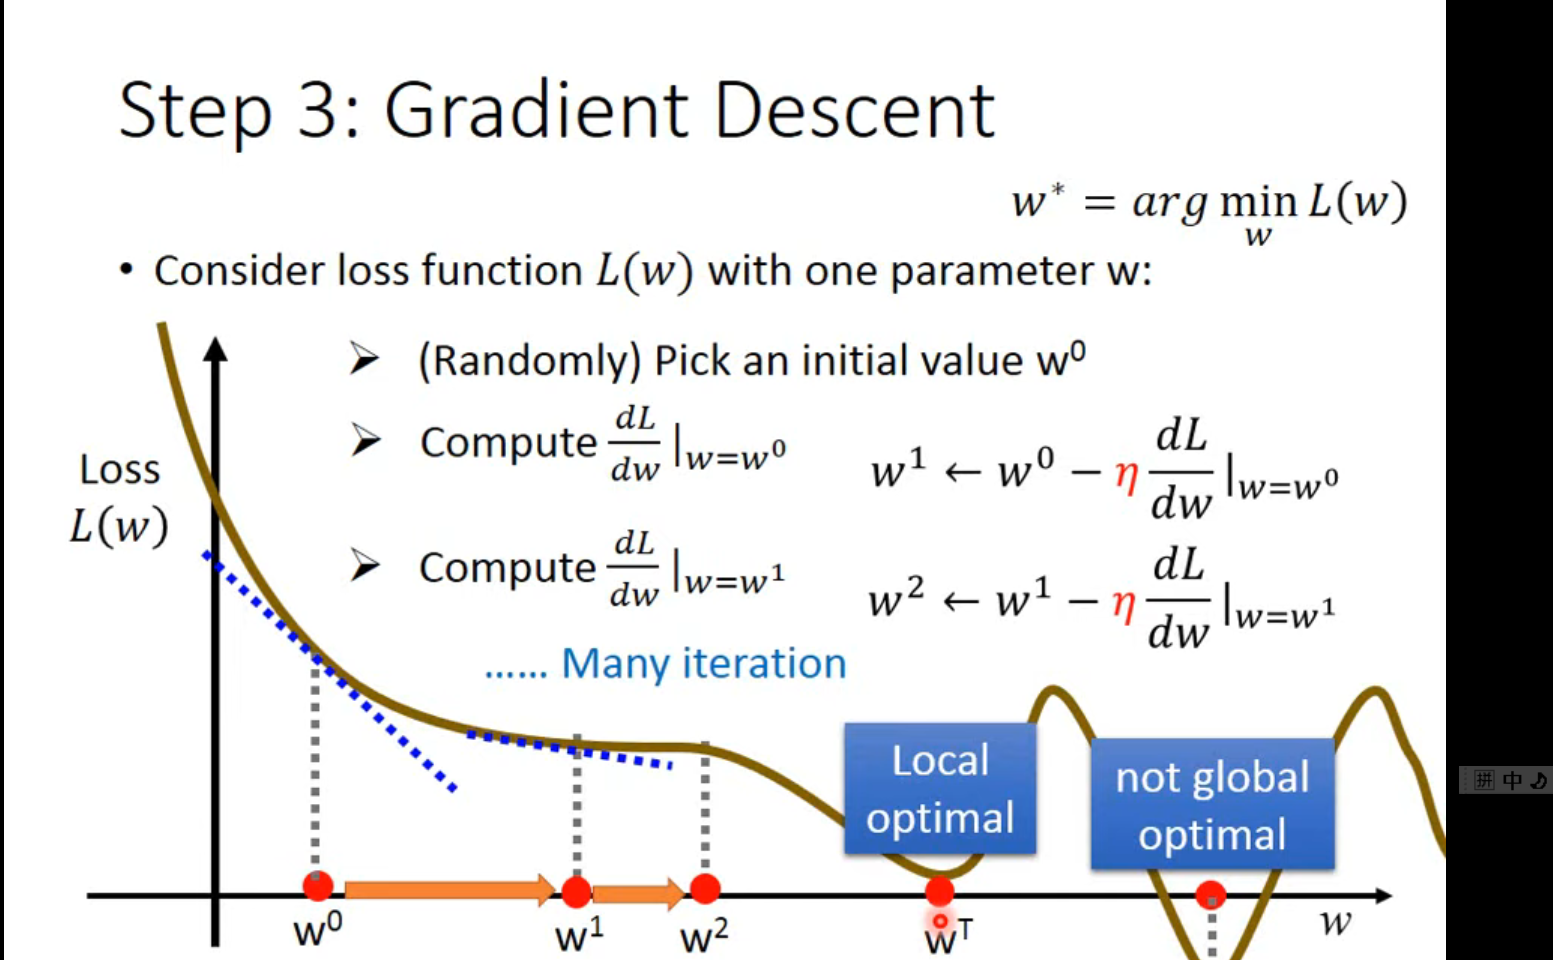 Step 3: Gradient Descent
w* = arg min L(w)
w
• Consider loss function L(w) with one parameter w:
➢ (Randomly) Pick an initial value w⁰
➢ Compute dL/dw |w=w⁰
w¹ ← w⁰ − η dL/dw |w=w⁰
➢ Compute dL/dw |w=w¹
w² ← w¹ − η dL/dw |w=w¹
...... Many iteration
Loss
L(w)
Local
optimal
not global
optimal
w⁰
w¹
w²
wᵀ
w
拼 中